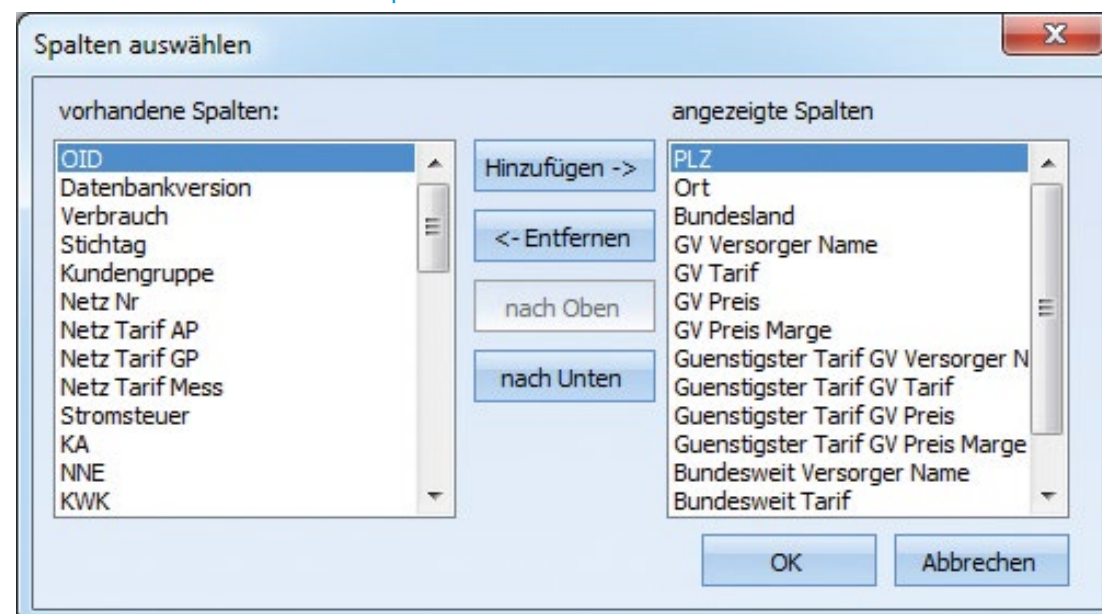 Spalten auswählen
vorhandene Spalten:
angezeigte Spalten
OID
Datenbankversion
Verbrauch
Stichtag
Kundengruppe
Netz Nr
Netz Tarif AP
Netz Tarif GP
Netz Tarif Mess
Stromsteuer
KA
NNE
KWK
Hinzufügen ->
<- Entfernen
nach Oben
nach Unten
PLZ
Ort
Bundesland
GV Versorger Name
GV Tarif
GV Preis
GV Preis Marge
Guenstigster Tarif GV Versorger N
Guenstigster Tarif GV Tarif
Guenstigster Tarif GV Preis
Guenstigster Tarif GV Preis Marge
Bundesweit Versorger Name
Bundesweit Tarif
OK
Abbrechen